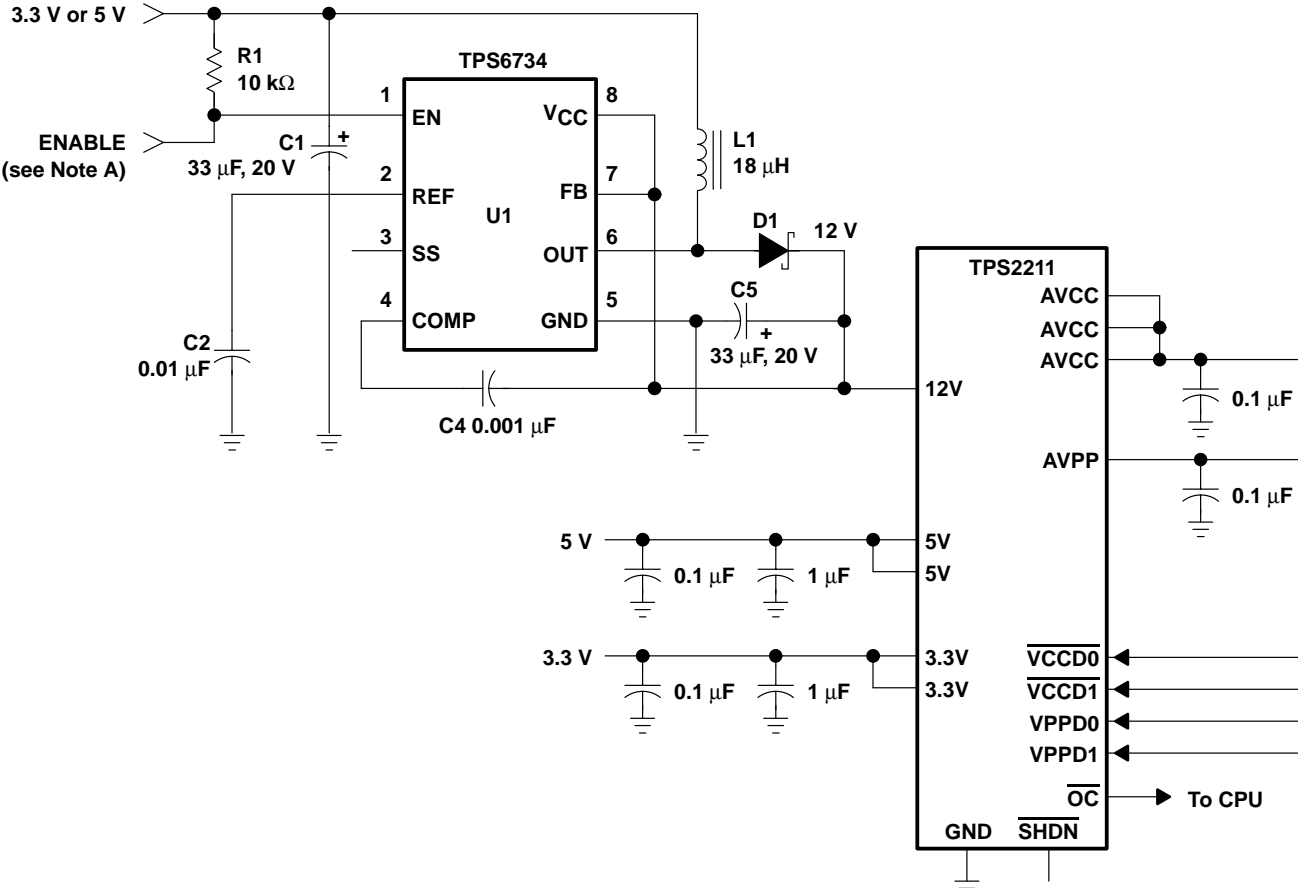 3.3 V or 5 V
R1
10 kΩ
ENABLE
(see Note A)
C1
+
33 μF, 20 V
C2
0.01 μF
TPS6734
1
EN
2
REF
3
SS
4
COMP
U1
8
VCC
7
FB
6
OUT
5
GND
C4 0.001 μF
L1
18 μH
D1
12 V
C5
+
33 μF, 20 V
TPS2211
AVCC
AVCC
AVCC
0.1 μF
12V
AVPP
0.1 μF
5 V
0.1 μF
1 μF
5V
5V
3.3 V
0.1 μF
1 μF
3.3V
3.3V
VCCD0
VCCD1
VPPD0
VPPD1
OC
To CPU
GND
SHDN